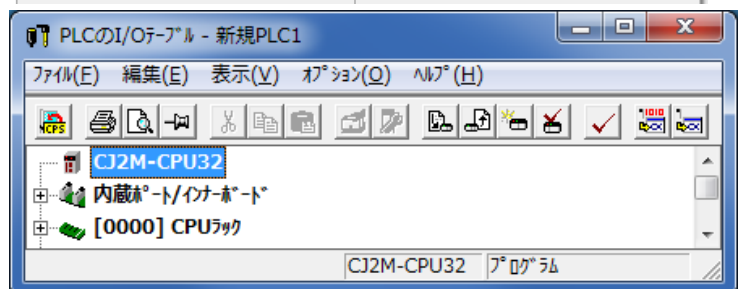 PLCのI/Oﾃｰﾌﾞﾙ - 新規PLC1
ﾌｧｲﾙ(F) 編集(E) 表示(V) ｵﾌﾟｼｮﾝ(O) ﾍﾙﾌﾟ(H)
CPS 1010
CJ2M-CPU32
内蔵ﾎﾟｰﾄ/ｲﾝﾅｰﾎﾞｰﾄﾞ
[0000] CPUﾗｯｸ
CJ2M-CPU32 ﾌﾟﾛｸﾞﾗﾑ